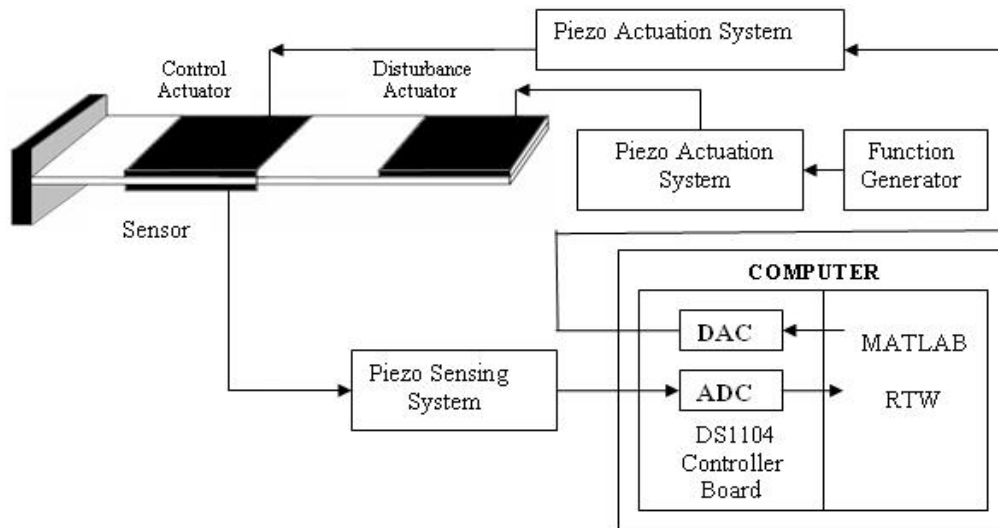 Piezo Actuation System
Control
Actuator
Disturbance
Actuator
Piezo Actuation
System
Function
Generator
Sensor
COMPUTER
DAC
MATLAB
Piezo Sensing
System
ADC
RTW
DS1104
Controller
Board